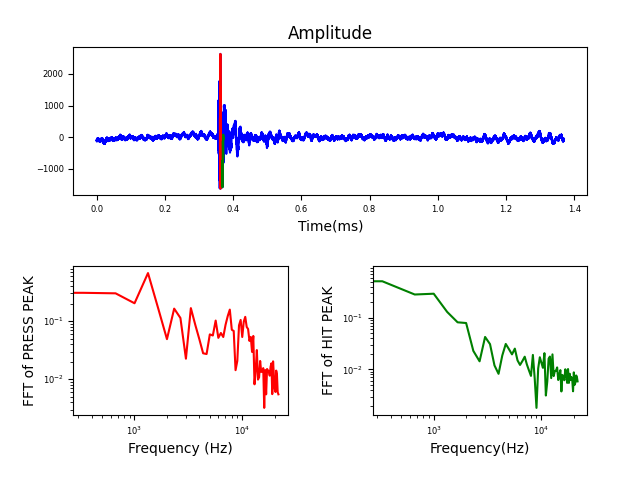 Amplitude
2000
1000
0
−1000
0.0 0.2 0.4 0.6 0.8 1.0 1.2 1.4
Time(ms)
FFT of PRESS PEAK
10⁻¹
10⁻²
10³ 10⁴
Frequency (Hz)
FFT of HIT PEAK
10⁻¹
10⁻²
10³ 10⁴
Frequency(Hz)